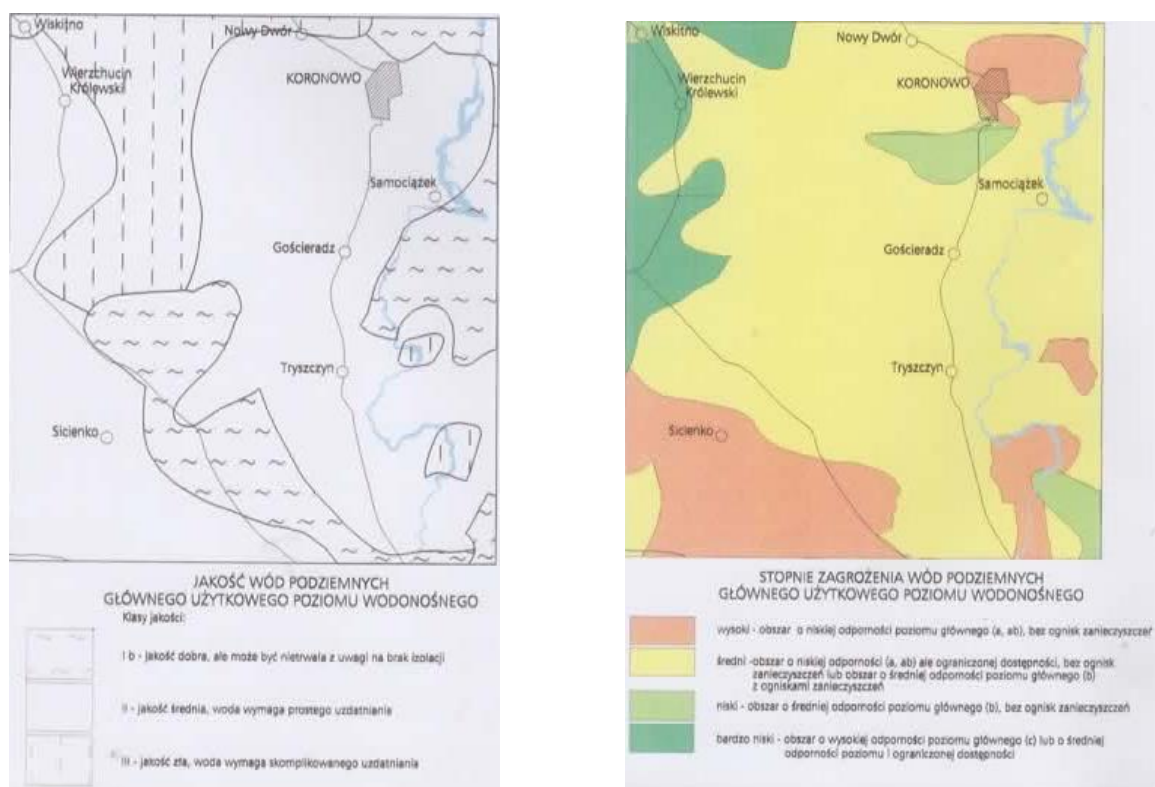 Wiskitno
Nowy Dwór
Wierzchucin
Królewski
KORONOWO
Samociążek
Gościeradz
Tryszczyn
Sicienko
JAKOŚĆ WÓD PODZIEMNYCH
GŁÓWNEGO UŻYTKOWEGO POZIOMU WODONOŚNEGO
Klasy jakości:
I b - jakość dobra, ale może być nietrwała z uwagi na brak izolacji
II - jakość średnia, woda wymaga prostego uzdatniania
III - jakość zła, woda wymaga skomplikowanego uzdatniania
Wiskitno
Nowy Dwór
Wierzchucin
Królewski
KORONOWO
Samociążek
Gościeradz
Tryszczyn
Sicienko
STOPNIE ZAGROŻENIA WÓD PODZIEMNYCH
GŁÓWNEGO UŻYTKOWEGO POZIOMU WODONOŚNEGO
wysoki - obszar o niskiej odporności poziomu głównego (a, ab), bez ognisk zanieczyszczeń
średni -obszar o niskiej odporności (a, ab) ale ograniczonej dostępności, bez ognisk
zanieczyszczeń lub obszar o średniej odporności poziomu głównego (b)
z ogniskami zanieczyszczeń
niski - obszar o średniej odporności poziomu głównego (b), bez ognisk zanieczyszczeń
bardzo niski - obszar o wysokiej odporności poziomu głównego (c) lub o średniej
odporności poziomu i ograniczonej dostępności